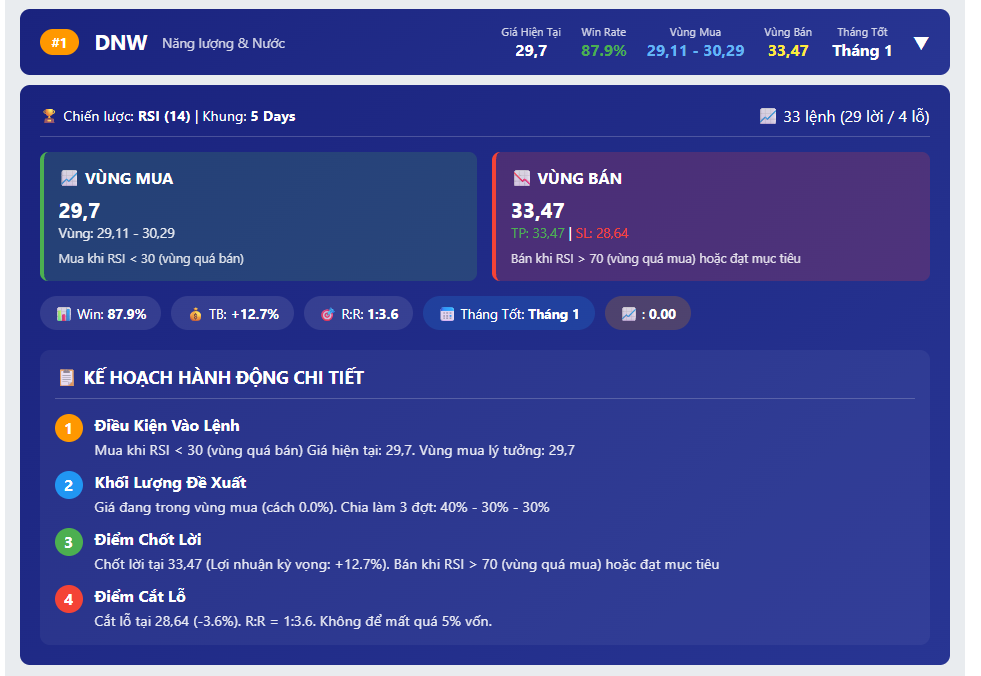 #1 DNW Năng lượng & Nước
Giá Hiện Tại Win Rate Vùng Mua Vùng Bán Tháng Tốt
29,7 87.9% 29,11 - 30,29 33,47 Tháng 1 ▼
Chiến lược: RSI (14) | Khung: 5 Days
33 lệnh (29 lời / 4 lỗ)
VÙNG MUA
29,7
Vùng: 29,11 - 30,29
Mua khi RSI < 30 (vùng quá bán)
VÙNG BÁN
33,47
TP: 33,47 | SL: 28,64
Bán khi RSI > 70 (vùng quá mua) hoặc đạt mục tiêu
Win: 87.9% TB: +12.7% R:R: 1:3.6 Tháng Tốt: Tháng 1 : 0.00
KẾ HOẠCH HÀNH ĐỘNG CHI TIẾT
1 Điều Kiện Vào Lệnh
Mua khi RSI < 30 (vùng quá bán) Giá hiện tại: 29,7. Vùng mua lý tưởng: 29,7
2 Khối Lượng Đề Xuất
Giá đang trong vùng mua (cách 0.0%). Chia làm 3 đợt: 40% - 30% - 30%
3 Điểm Chốt Lời
Chốt lời tại 33,47 (Lợi nhuận kỳ vọng: +12.7%). Bán khi RSI > 70 (vùng quá mua) hoặc đạt mục tiêu
4 Điểm Cắt Lỗ
Cắt lỗ tại 28,64 (-3.6%). R:R = 1:3.6. Không để mất quá 5% vốn.